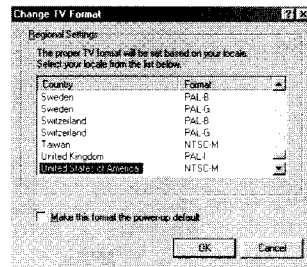 Change TV Format
Regional Settings
The proper TV format will be set based on your locale.
Select your locale from the list below.
Country Format
Sweden PAL-B
Sweden PAL-G
Switzerland PAL-B
Switzerland PAL-G
Taiwan NTSC-M
United Kingdom PAL-I
United States of America NTSC-M
Make this format the power-up default
OK Cancel